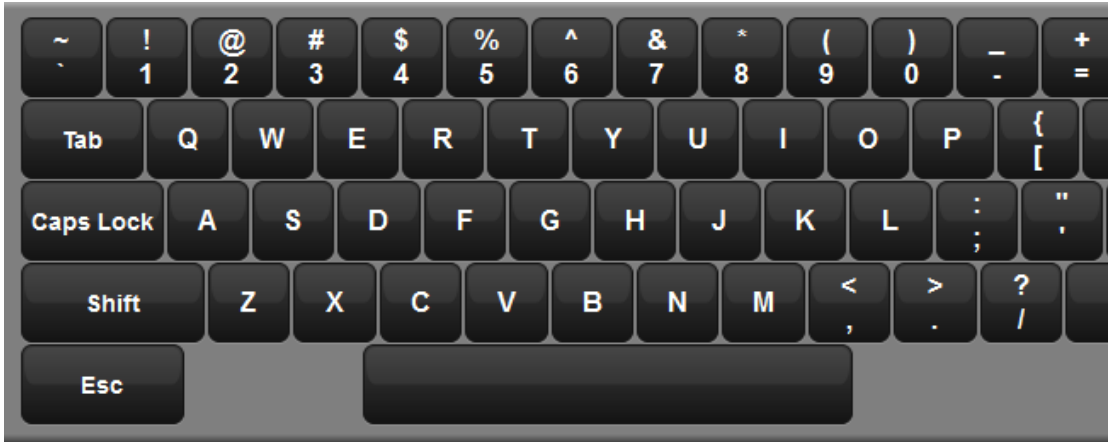 ~ ! @ # $ % ^ & * ( ) _ +
` 1 2 3 4 5 6 7 8 9 0 - =
Tab Q W E R T Y U I O P { [
Caps Lock A S D F G H J K L : ; " '
Shift Z X C V B N M < , > . ? /
Esc